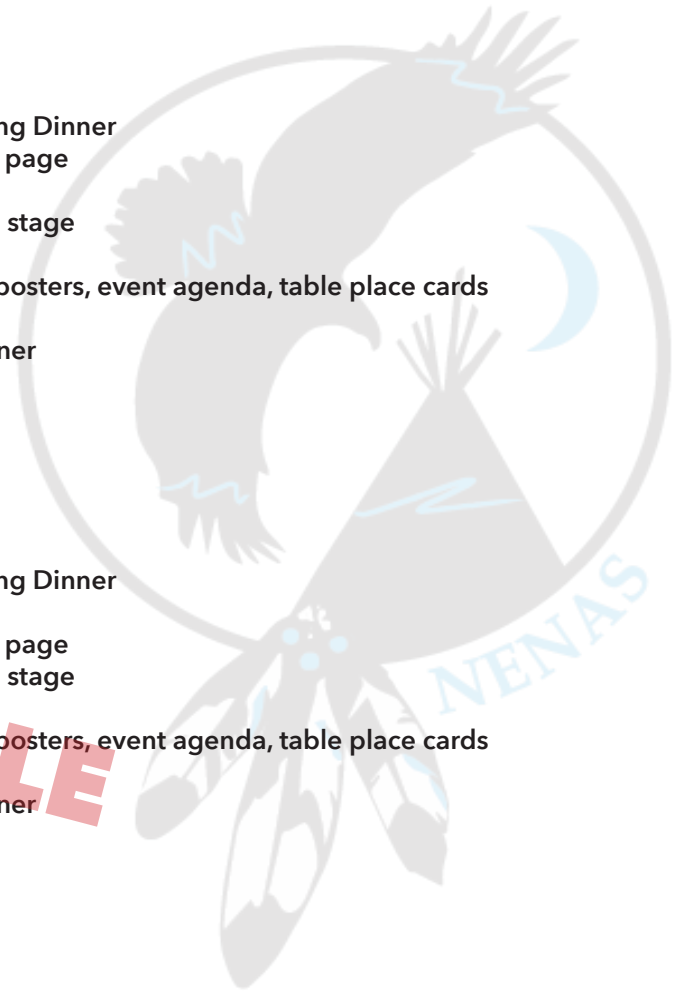 ng Dinner
page
stage
posters, event agenda, table place cards
ner
ng Dinner
page
stage
posters, event agenda, table place cards
ner
LE
NENAS